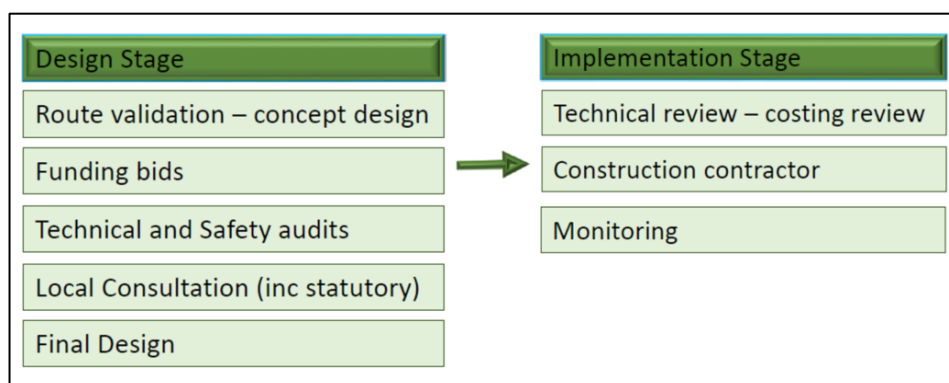 Design Stage
Route validation – concept design
Funding bids
Technical and Safety audits
Local Consultation (inc statutory)
Final Design
Implementation Stage
Technical review – costing review
Construction contractor
Monitoring